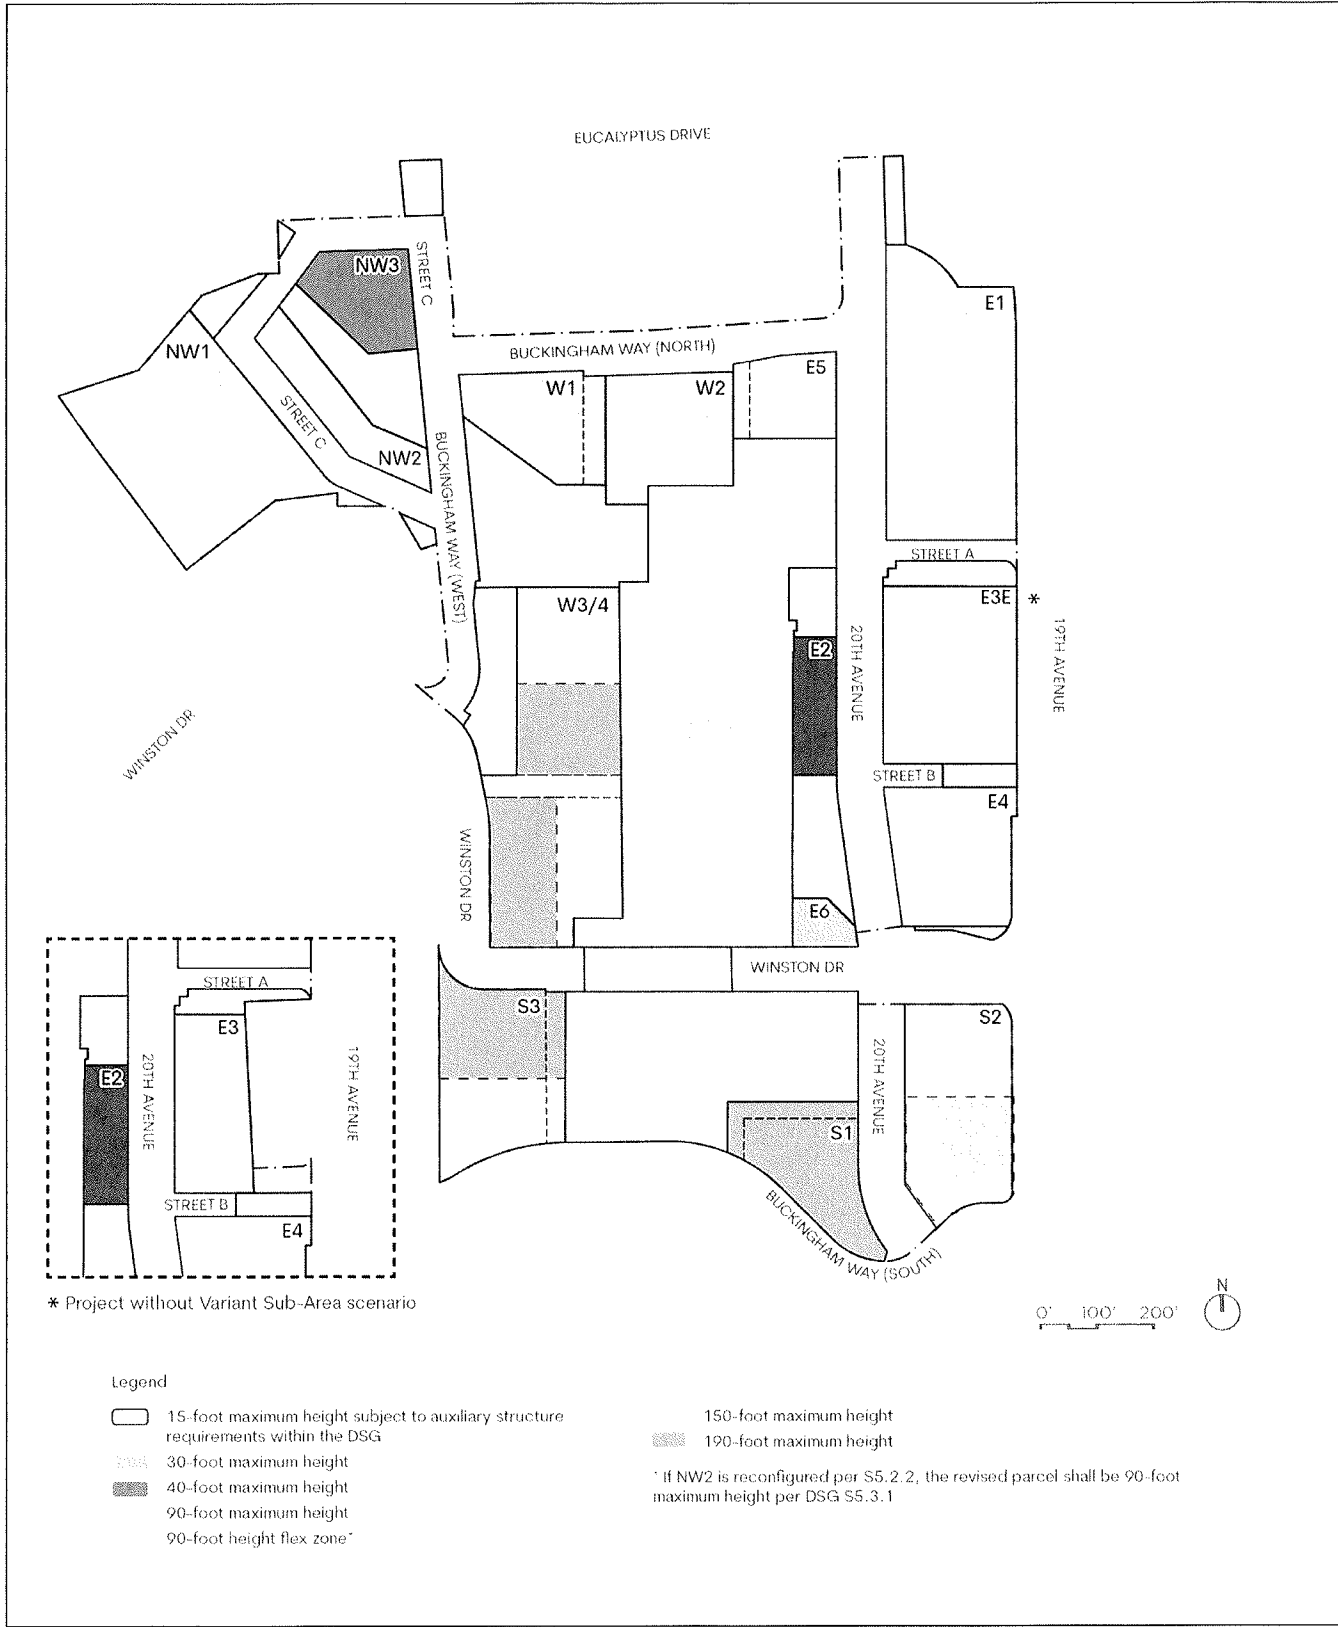 EUCALYPTUS DRIVE
NW3
STREET C
E1
BUCKINGHAM WAY (NORTH)
NW1
E5
W1
W2
STREET C
NW2
BUCKINGHAM WAY (WEST)
STREET A
E3E *
W3/4
E2
20TH AVENUE
19TH AVENUE
WINSTON DR
STREET B
E4
WINSTON DR
E6
WINSTON DR
S3
S2
20TH AVENUE
S1
BUCKINGHAM WAY (SOUTH)
STREET A
E3
E2
20TH AVENUE
19TH AVENUE
STREET B
E4
* Project without Variant Sub-Area scenario
N
0' 100' 200'
Legend
15-foot maximum height subject to auxiliary structure
requirements within the DSG
30-foot maximum height
40-foot maximum height
90-foot maximum height
90-foot height flex zone*
150-foot maximum height
190-foot maximum height
* If NW2 is reconfigured per S5.2.2, the revised parcel shall be 90-foot
maximum height per DSG S5.3.1